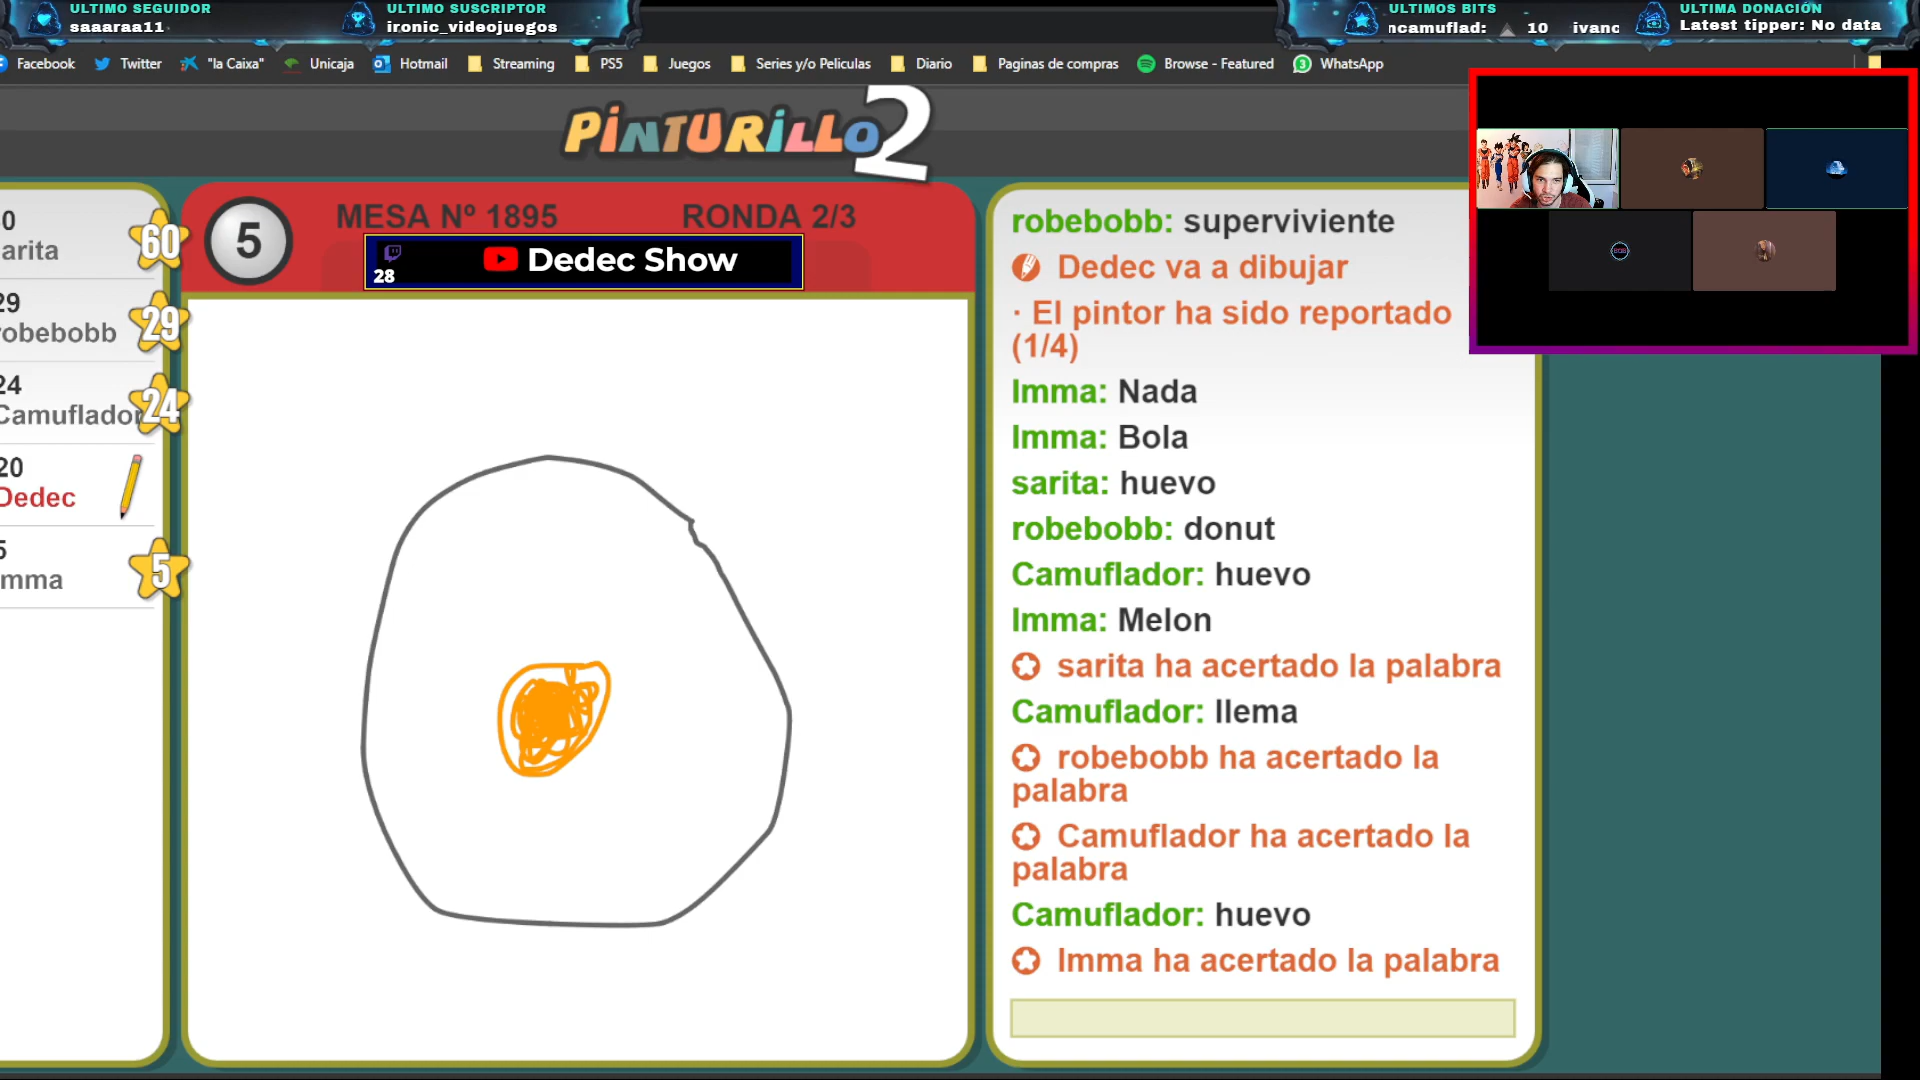 ULTIMO SEGUIDOR
saaaraa11
ULTIMO SUSCRIPTOR
ironic_videojuegos
ULTIMOS BITS
ncamuflad: 10 ivanc
ULTIMA DONACIÓN
Latest tipper: No data
Facebook Twitter "la Caixa" Unicaja Hotmail Streaming PS5 Juegos Series y/o Peliculas Diario Paginas de compras Browse - Featured 3 WhatsApp
PiNTURiLLo 2
5
MESA Nº 1895
RONDA 2/3
28
Dedec Show
60
arita
60
29
robebobb
29
24
Camuflador
24
20
Dedec
5
mma
5
robebobb: superviviente
Dedec va a dibujar
· El pintor ha sido reportado
(1/4)
Imma: Nada
Imma: Bola
sarita: huevo
robebobb: donut
Camuflador: huevo
Imma: Melon
sarita ha acertado la palabra
Camuflador: llema
robebobb ha acertado la
palabra
Camuflador ha acertado la
palabra
Camuflador: huevo
Imma ha acertado la palabra